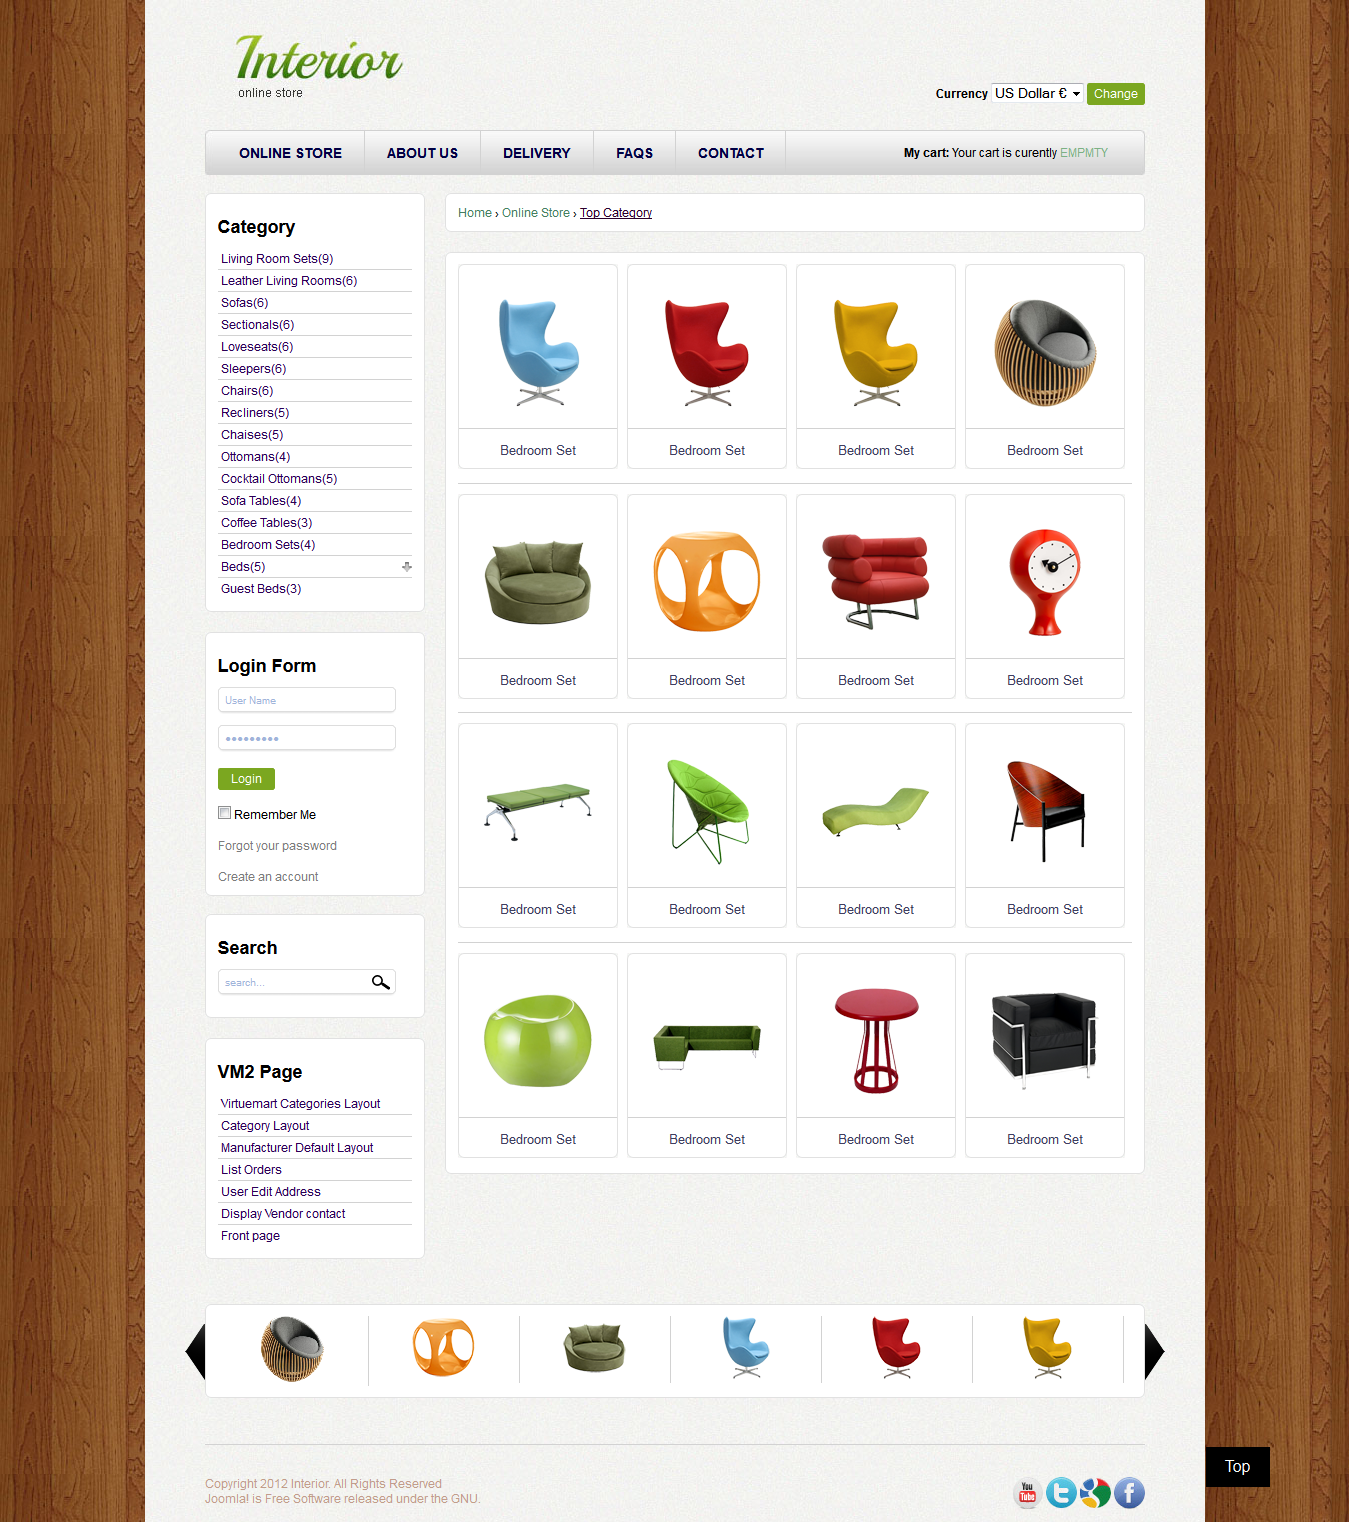 Interior
online store
Currency US Dollar € Change
ONLINE STORE ABOUT US DELIVERY FAQS CONTACT My cart: Your cart is curently EMPMTY
Home › Online Store › Top Category
Category
Living Room Sets(9)
Leather Living Rooms(6)
Sofas(6)
Sectionals(6)
Loveseats(6)
Sleepers(6)
Chairs(6)
Recliners(5)
Chaises(5)
Ottomans(4)
Cocktail Ottomans(5)
Sofa Tables(4)
Coffee Tables(3)
Bedroom Sets(4)
Beds(5)
Guest Beds(3)
Login Form
User Name
Login
Remember Me
Forgot your password
Create an account
Search
search...
VM2 Page
Virtuemart Categories Layout
Category Layout
Manufacturer Default Layout
List Orders
User Edit Address
Display Vendor contact
Front page
Bedroom Set Bedroom Set Bedroom Set Bedroom Set
Bedroom Set Bedroom Set Bedroom Set Bedroom Set
Bedroom Set Bedroom Set Bedroom Set Bedroom Set
Bedroom Set Bedroom Set Bedroom Set Bedroom Set
Copyright 2012 Interior. All Rights Reserved
Joomla! is Free Software released under the GNU.
You
Tube
Top